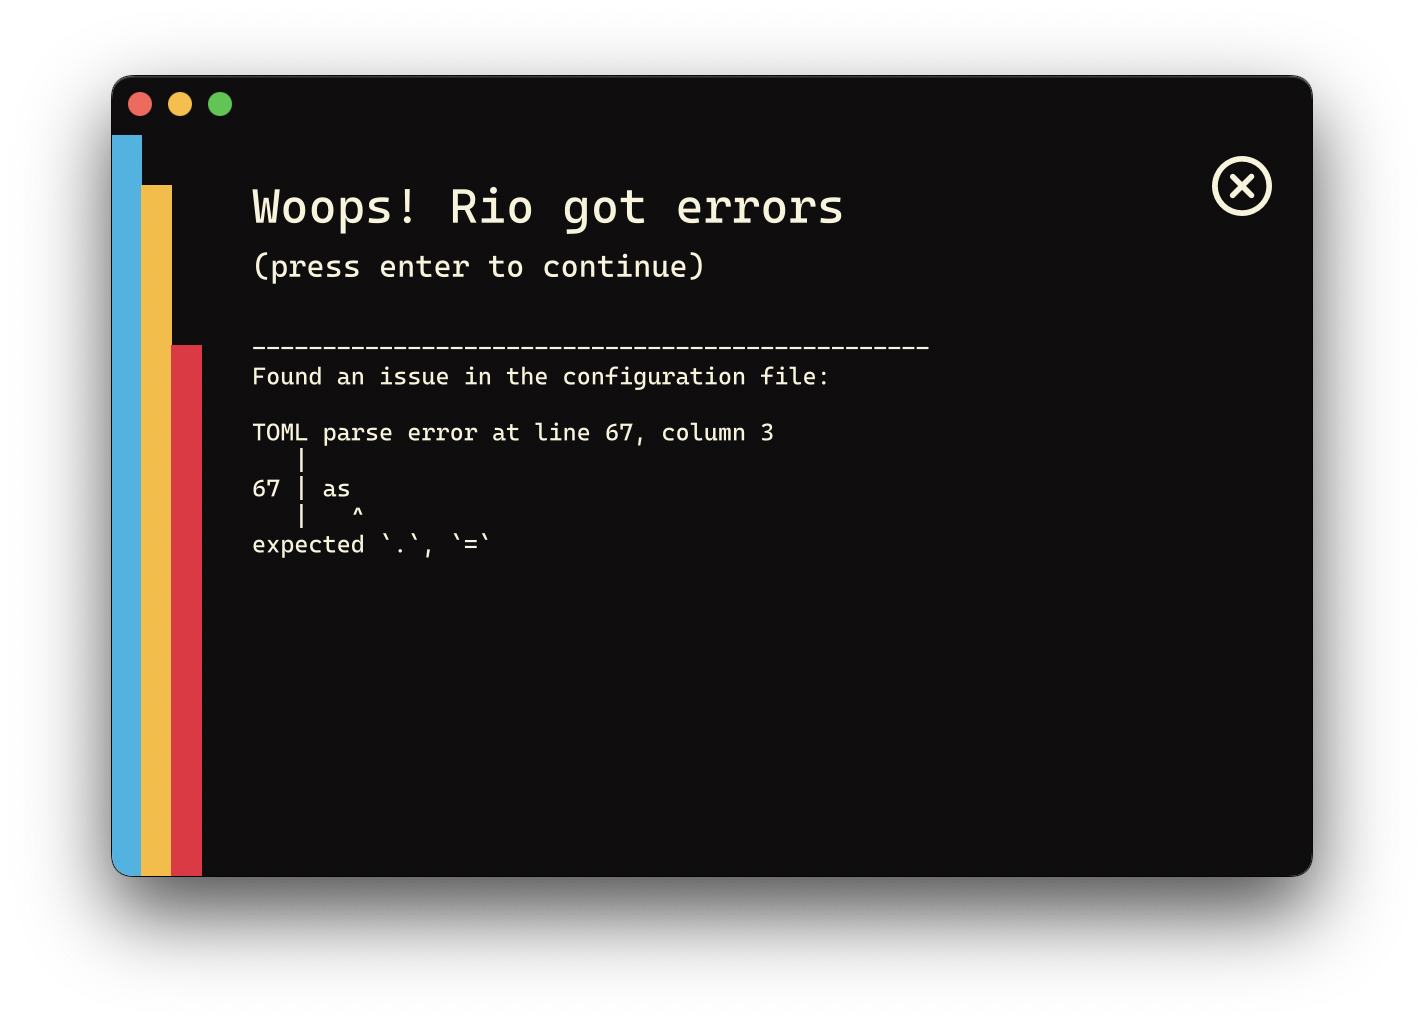 Woops! Rio got errors
(press enter to continue)
------------------------------------------------
Found an issue in the configuration file:
TOML parse error at line 67, column 3
   |
67 | as
   |   ^
expected `.`, `=`